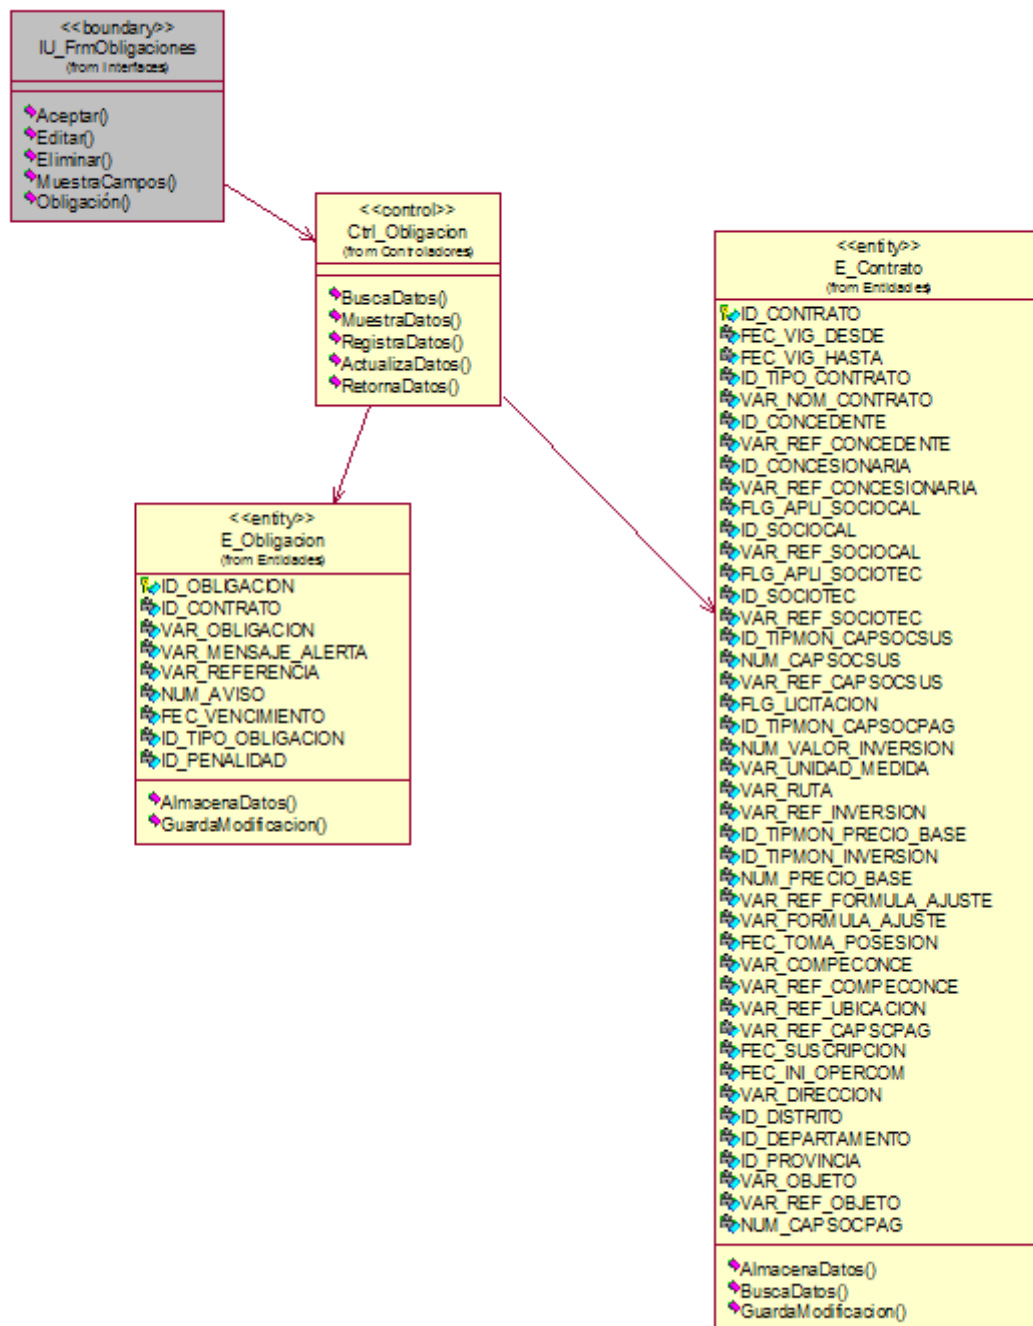 <<boundary>>
IU_FrmObligaciones
(from Interfaces)
Aceptar()
Editar()
Eliminar()
MuestraCampos()
Obligación()
<<control>>
Ctrl_Obligacion
(from Controladores)
BuscaDatos()
MuestraDatos()
RegistraDatos()
ActualizaDatos()
RetornaDatos()
<<entity>>
E_Obligacion
(from Entidades)
ID_OBLIGACION
ID_CONTRATO
VAR_OBLIGACION
VAR_MENSAJE_ALERTA
VAR_REFERENCIA
NUM_AVISO
FEC_VENCIMIENTO
ID_TIPO_OBLIGACION
ID_PENALIDAD
AlmacenaDatos()
GuardaModificacion()
<<entity>>
E_Contrato
(from Entidades)
ID_CONTRATO
FEC_VIG_DESDE
FEC_VIG_HASTA
ID_TIPO_CONTRATO
VAR_NOM_CONTRATO
ID_CONCEDENTE
VAR_REF_CONCEDENTE
ID_CONCESIONARIA
VAR_REF_CONCESIONARIA
FLG_APLI_SOCIOCAL
ID_SOCIOCAL
VAR_REF_SOCIOCAL
FLG_APLI_SOCIOTEC
ID_SOCIOTEC
VAR_REF_SOCIOTEC
ID_TIPMON_CAPSOCSUS
NUM_CAPSOCSUS
VAR_REF_CAPSOCSUS
FLG_LICITACION
ID_TIPMON_CAPSOCPAG
NUM_VALOR_INVERSION
VAR_UNIDAD_MEDIDA
VAR_RUTA
VAR_REF_INVERSION
ID_TIPMON_PRECIO_BASE
ID_TIPMON_INVERSION
NUM_PRECIO_BASE
VAR_REF_FORMULA_AJUSTE
VAR_FORMULA_AJUSTE
FEC_TOMA_POSESION
VAR_COMPECONCE
VAR_REF_COMPECONCE
VAR_REF_UBICACION
VAR_REF_CAPSCPAG
FEC_SUSCRIPCION
FEC_INI_OPERCOM
VAR_DIRECCION
ID_DISTRITO
ID_DEPARTAMENTO
ID_PROVINCIA
VAR_OBJETO
VAR_REF_OBJETO
NUM_CAPSOCPAG
AlmacenaDatos()
BuscaDatos()
GuardaModificacion()